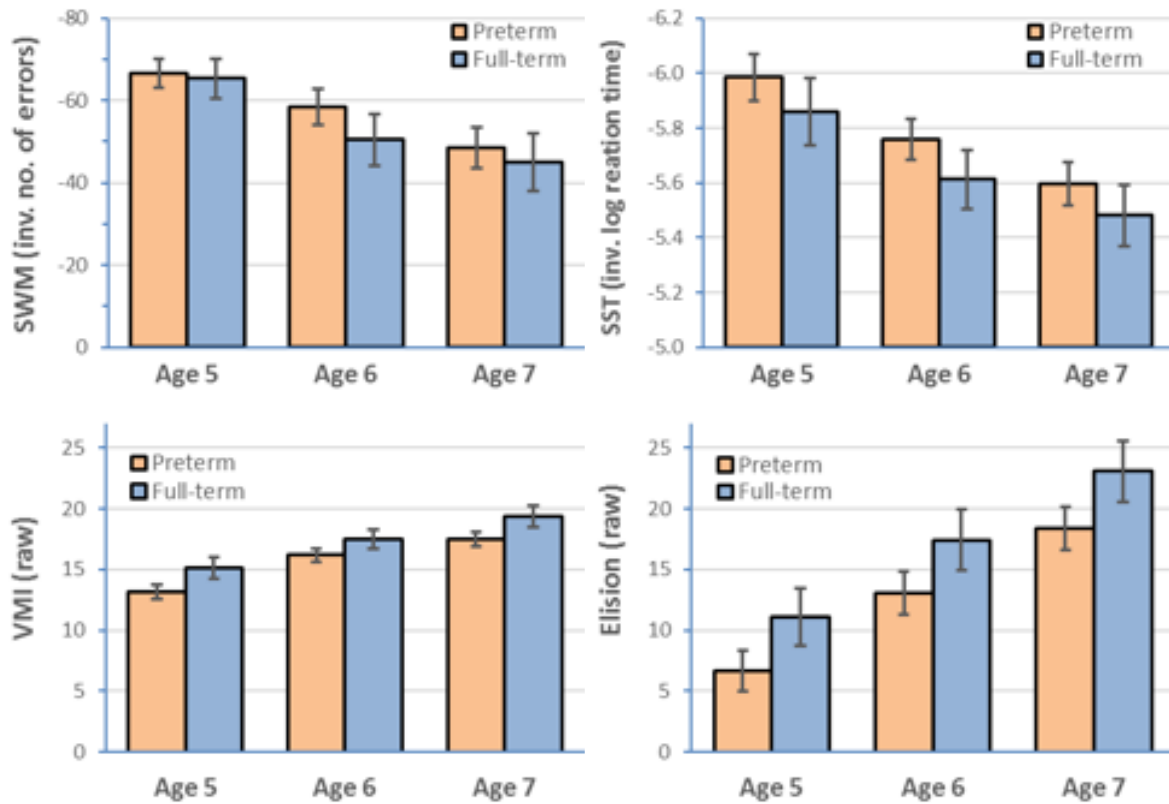 SWM (inv. no. of errors)
-80
-60
-40
-20
0
Preterm
Full-term
Age 5 Age 6 Age 7
SST (inv. log reation time)
-6.2
-6.0
-5.8
-5.6
-5.4
-5.2
-5.0
Preterm
Full-term
Age 5 Age 6 Age 7
VMI (raw)
25
20
15
10
5
0
Preterm
Full-term
Age 5 Age 6 Age 7
Elision (raw)
25
20
15
10
5
0
Preterm
Full-term
Age 5 Age 6 Age 7